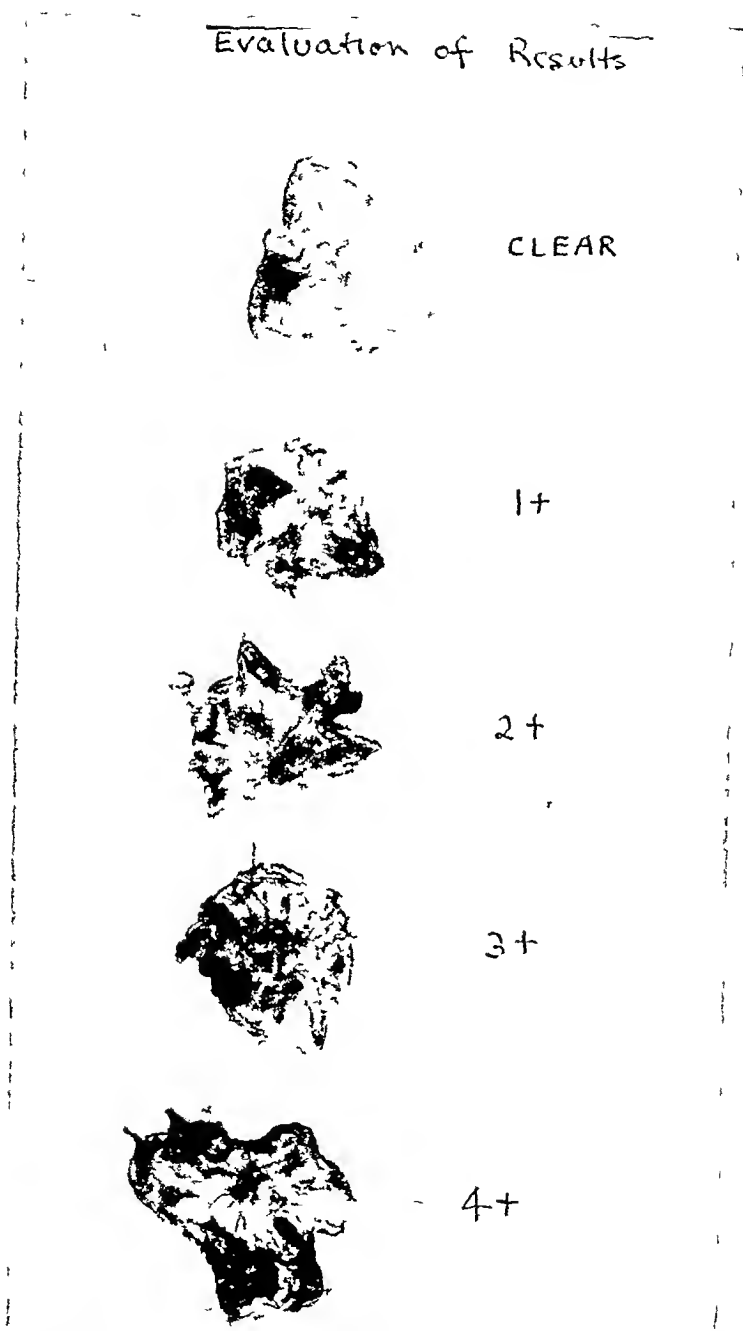 Evaluation of Results
CLEAR
1+
2+
3+
4+